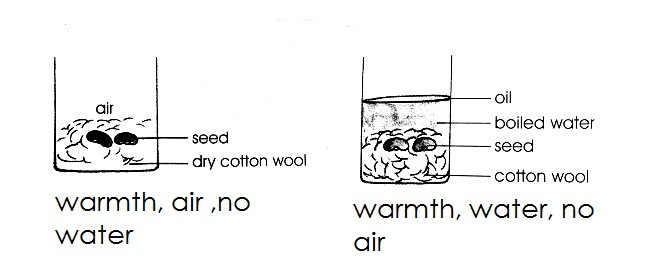 air
seed
dry cotton wool
warmth, air ,no
water
oil
boiled water
seed
cotton wool
warmth, water, no
air